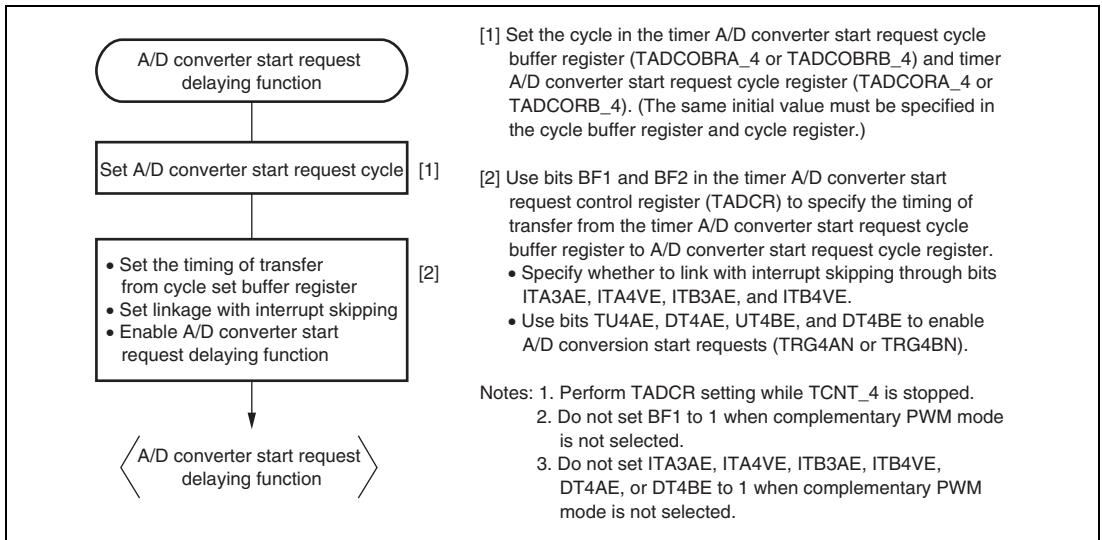 A/D converter start request
delaying function
Set A/D converter start request cycle
[1]
• Set the timing of transfer
from cycle set buffer register
• Set linkage with interrupt skipping
• Enable A/D converter start
request delaying function
[2]
A/D converter start request
delaying function
[1] Set the cycle in the timer A/D converter start request cycle
buffer register (TADCOBRA_4 or TADCOBRB_4) and timer
A/D converter start request cycle register (TADCORA_4 or
TADCORB_4). (The same initial value must be specified in
the cycle buffer register and cycle register.)
[2] Use bits BF1 and BF2 in the timer A/D converter start
request control register (TADCR) to specify the timing of
transfer from the timer A/D converter start request cycle
buffer register to A/D converter start request cycle register.
• Specify whether to link with interrupt skipping through bits
ITA3AE, ITA4VE, ITB3AE, and ITB4VE.
• Use bits TU4AE, DT4AE, UT4BE, and DT4BE to enable
A/D conversion start requests (TRG4AN or TRG4BN).
Notes: 1. Perform TADCR setting while TCNT_4 is stopped.
2. Do not set BF1 to 1 when complementary PWM mode
is not selected.
3. Do not set ITA3AE, ITA4VE, ITB3AE, ITB4VE,
DT4AE, or DT4BE to 1 when complementary PWM
mode is not selected.